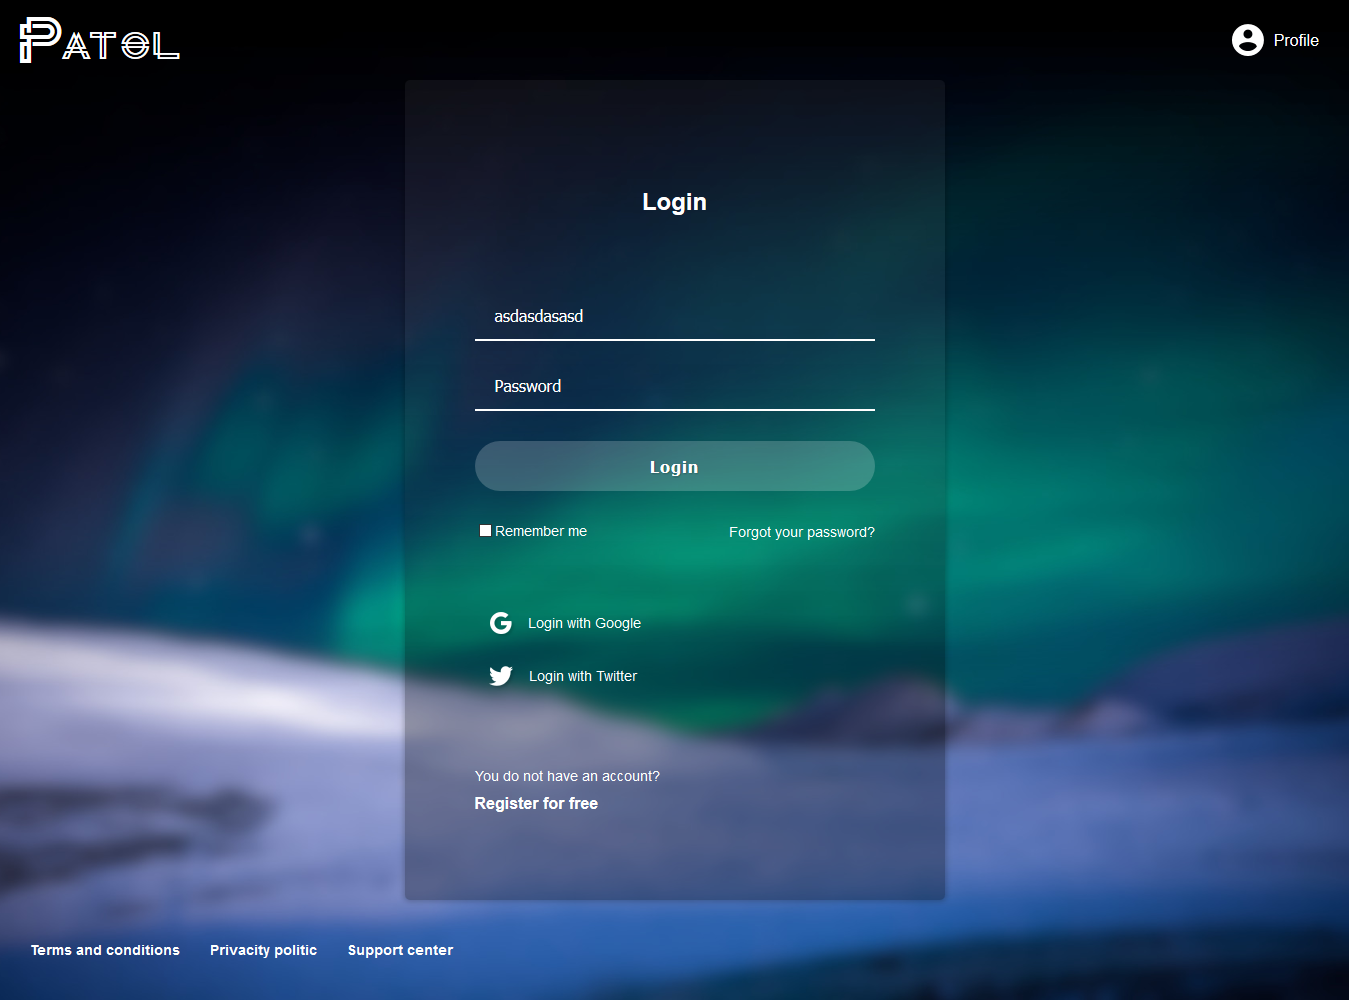 Patol
Profile
Login
asdasdasasd
Password
Login
Remember me
Forgot your password?
Login with Google
Login with Twitter
You do not have an account?
Register for free
Terms and conditions
Privacity politic
Support center